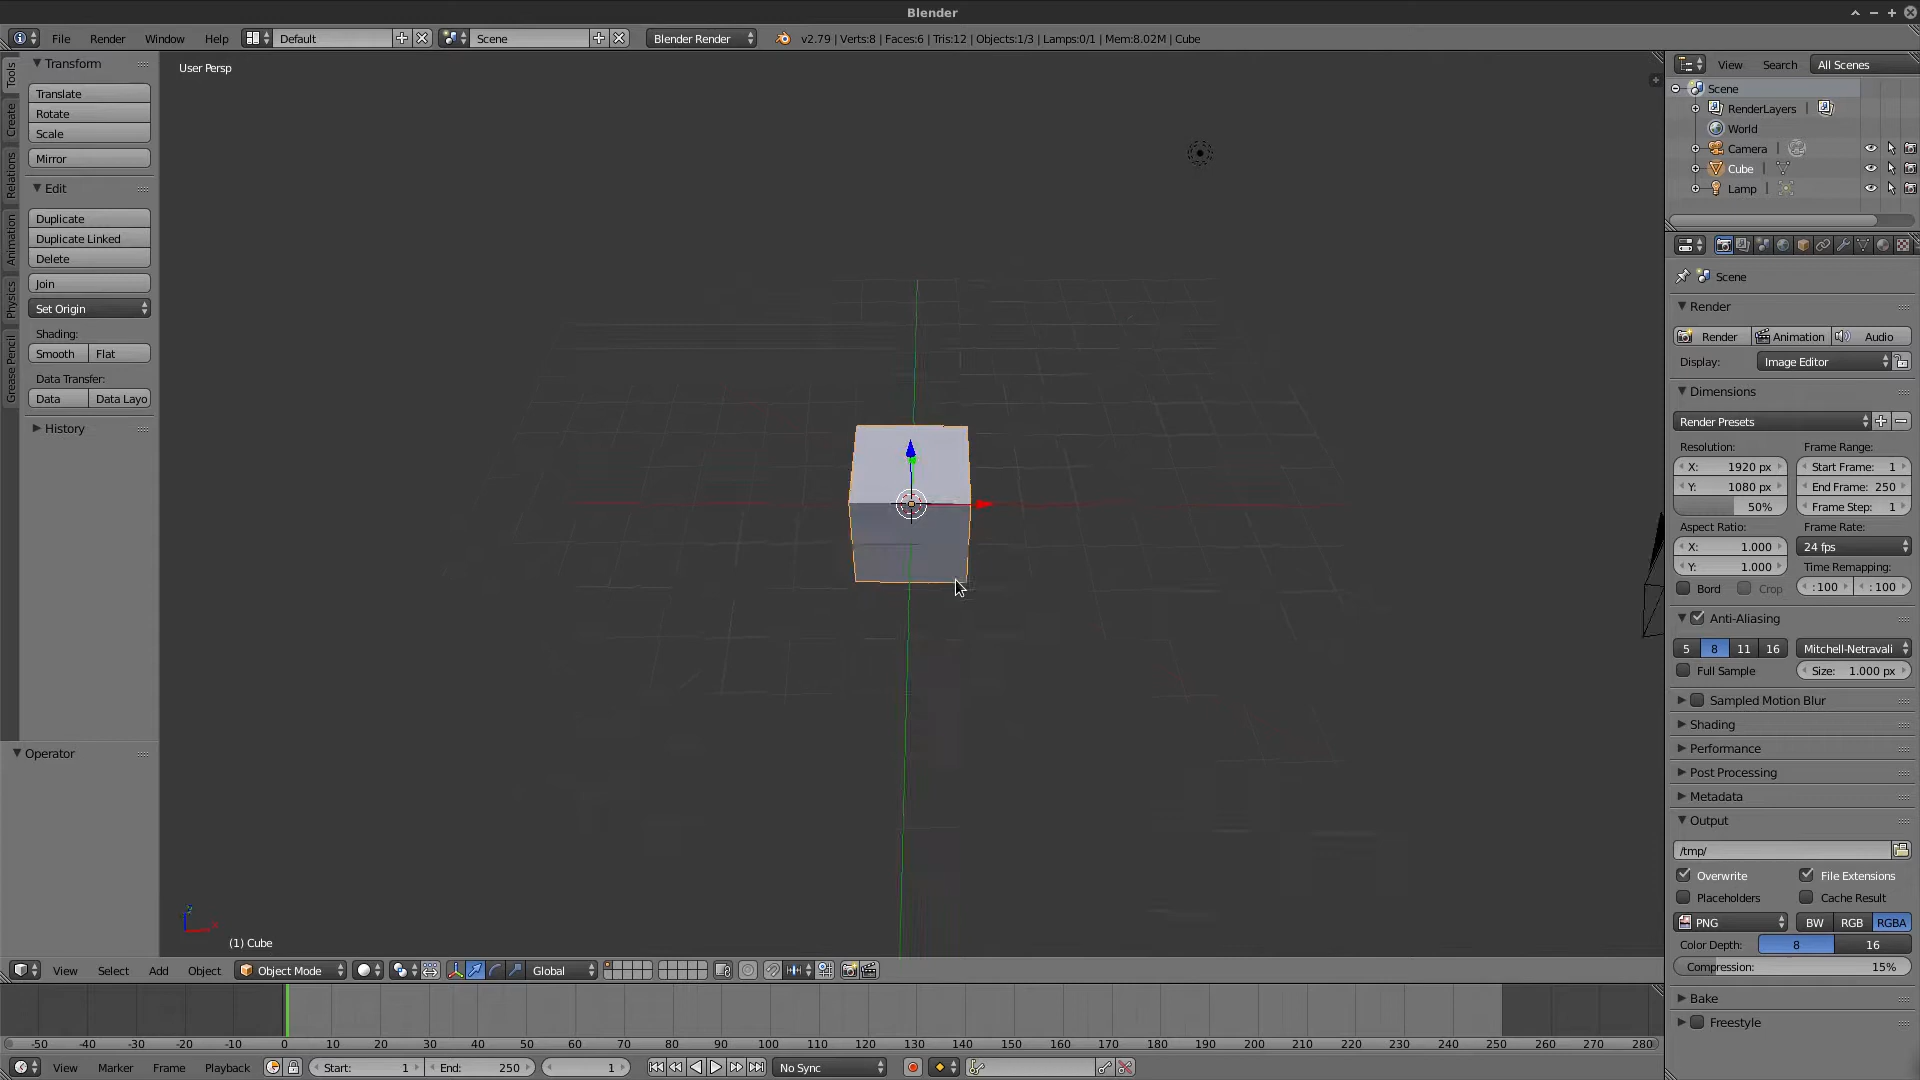 Blender
File Render Window Help Default Scene Blender Render v2.79 | Verts:8 | Faces:6 | Tris:12 | Objects:1/3 | Lamps:0/1 | Mem:8.02M | Cube
Tools
Create
Relations
Animation
Physics
Grease Pencil
Transform
Translate
Rotate
Scale
Mirror
Edit
Duplicate
Duplicate Linked
Delete
Join
Set Origin
Shading:
Smooth Flat
Data Transfer:
Data Data Layo
History
Operator
User Persp
(1) Cube
View Search All Scenes
Scene
RenderLayers |
World
Camera |
Cube |
Lamp |
Scene
Render
Render Animation Audio
Display: Image Editor
Dimensions
Render Presets
Resolution: Frame Range:
X: 1920 px Start Frame: 1
Y: 1080 px End Frame: 250
50% Frame Step: 1
Aspect Ratio: Frame Rate:
X: 1.000 24 fps
Y: 1.000 Time Remapping:
Bord Crop :100 : 100
Anti-Aliasing
5 8 11 16 Mitchell-Netravali
Full Sample Size: 1.000 px
Sampled Motion Blur
Shading
Performance
Post Processing
Metadata
Output
/tmp/
Overwrite File Extensions
Placeholders Cache Result
PNG BW RGB RGBA
Color Depth: 8 16
Compression: 15%
Bake
Freestyle
View Select Add Object Object Mode Global
-50 -40 -30 -20 -10 0 10 20 30 40 50 60 70 80 90 100 110 120 130 140 150 160 170 180 190 200 210 220 230 240 250 260 270 280
View Marker Frame Playback Start: 1 End: 250 1 No Sync